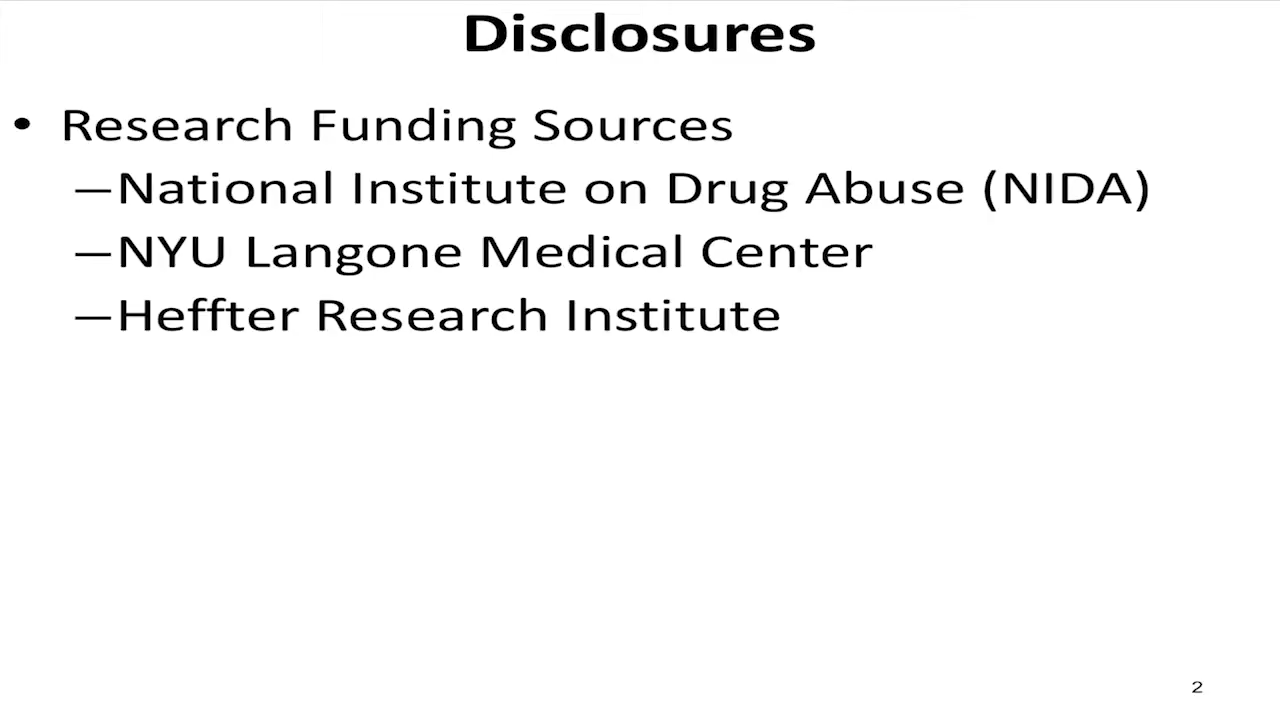 Disclosures
• Research Funding Sources
—National Institute on Drug Abuse (NIDA)
—NYU Langone Medical Center
—Heffter Research Institute
2